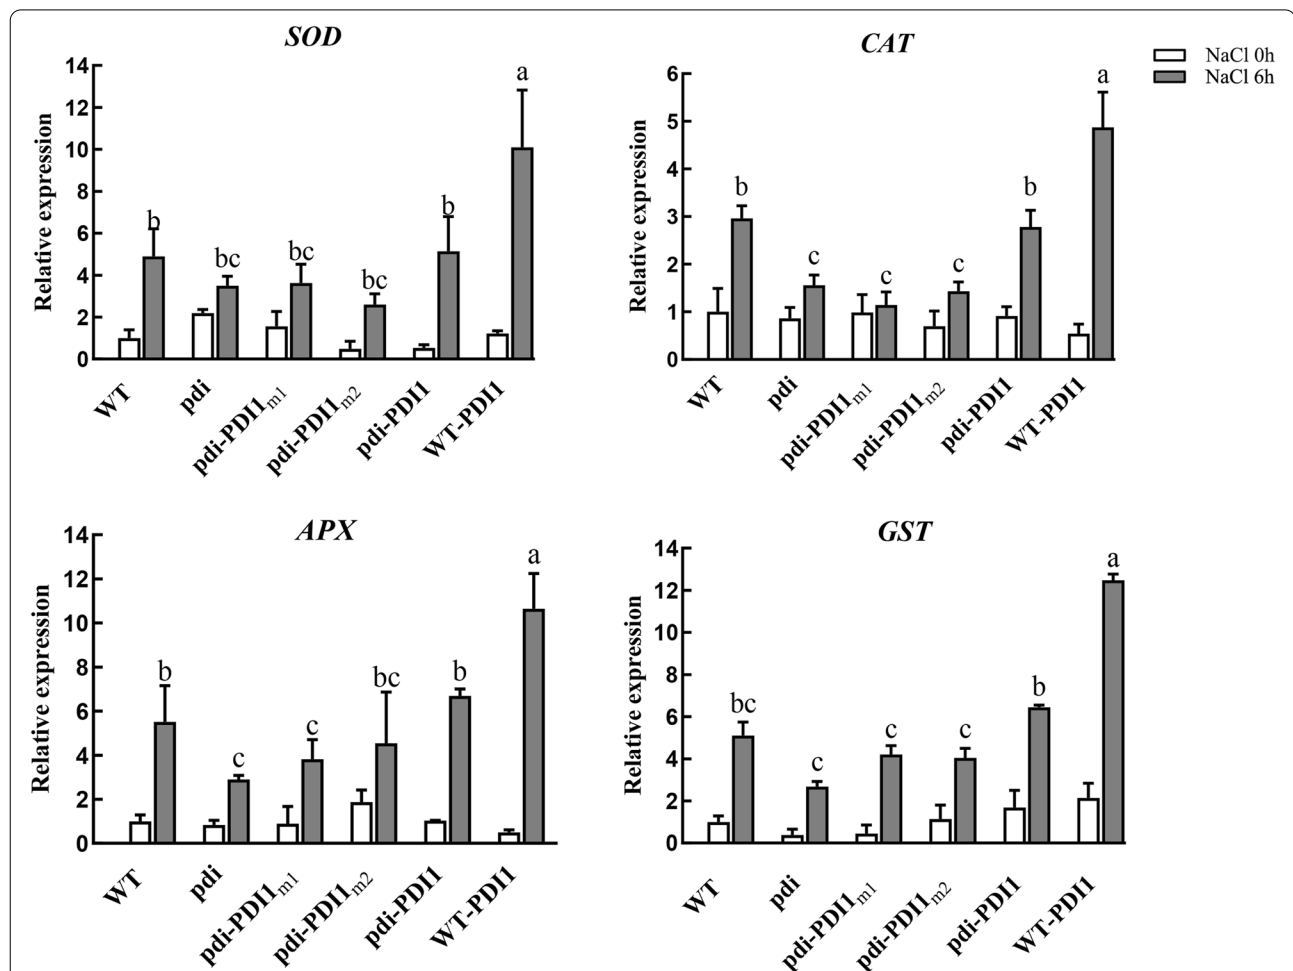 SOD
Relative expression
14
12
10
8
6
4
2
0
b
bc
bc
bc
b
a
WT
pdi
pdi-PDI1m1
pdi-PDI1m2
pdi-PDI1
WT-PDI1
CAT
Relative expression
6
5
4
3
2
1
0
b
c
c
c
b
a
WT
pdi
pdi-PDI1m1
pdi-PDI1m2
pdi-PDI1
WT-PDI1
NaCl 0h
NaCl 6h
APX
Relative expression
14
12
10
8
6
4
2
0
b
c
c
bc
b
a
WT
pdi
pdi-PDI1m1
pdi-PDI1m2
pdi-PDI1
WT-PDI1
GST
Relative expression
14
12
10
8
6
4
2
0
bc
c
c
c
b
a
WT
pdi
pdi-PDI1m1
pdi-PDI1m2
pdi-PDI1
WT-PDI1